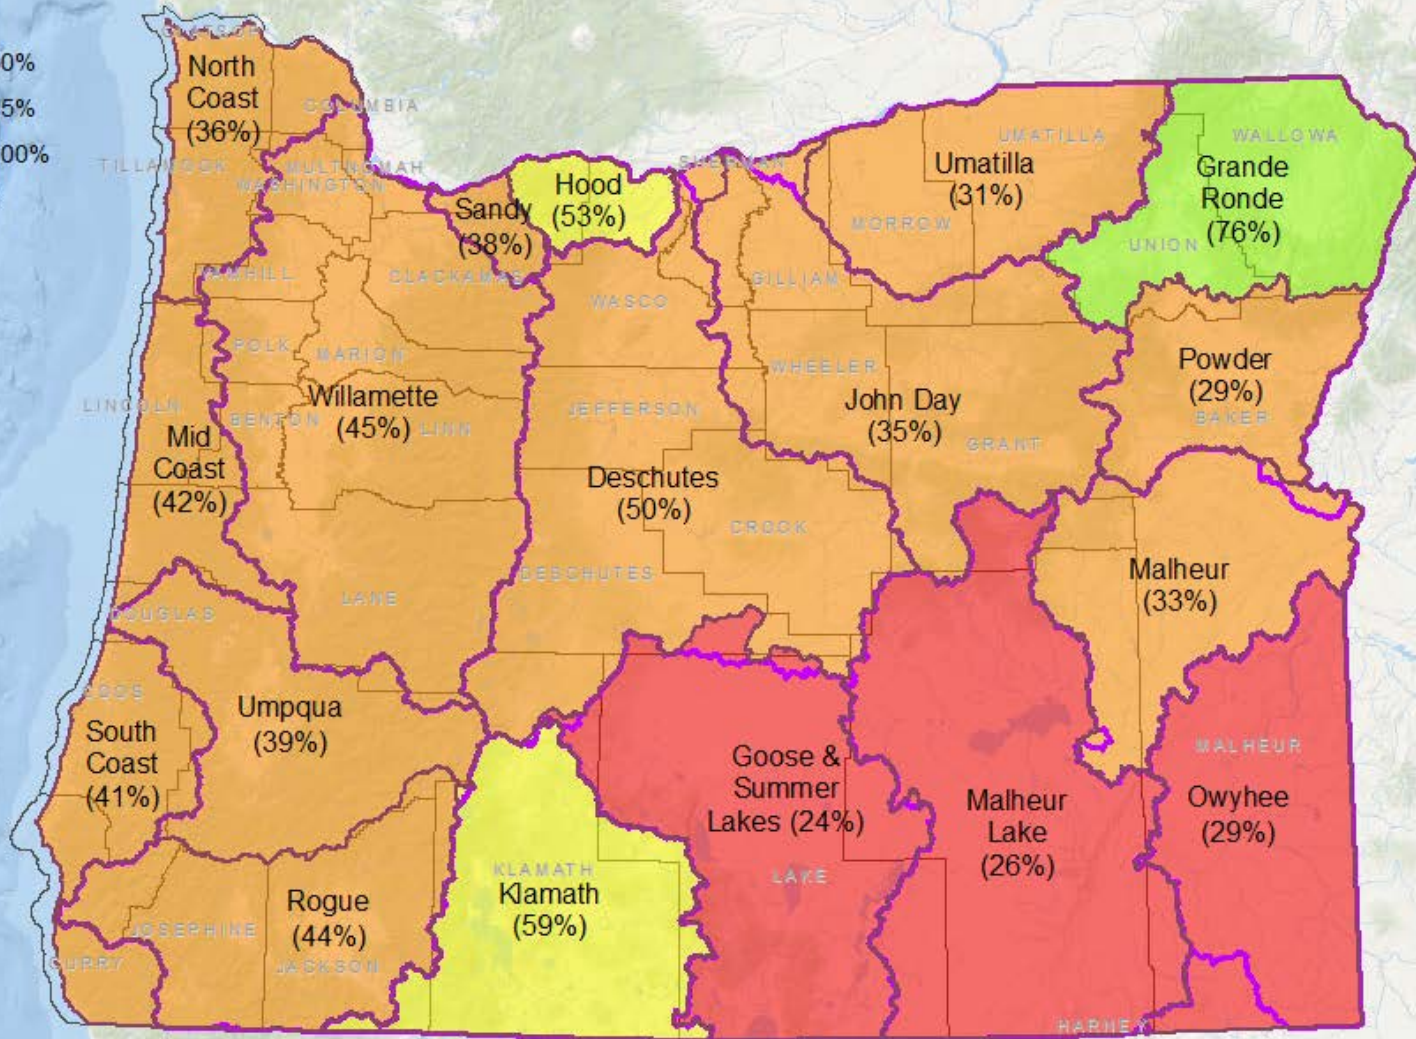 0%
5%
00%
CLATSOP
North
Coast
(36%)
COLUMBIA
TILLAMOOK
MULTNOMAH
WASHINGTON
Sandy
(38%)
Hood
(53%)
SHERMAN
UMATILLA
Umatilla
(31%)
MORROW
WALLOWA
Grande
Ronde
(76%)
UNION
YAMHILL
CLACKAMAS
WASCO
GILLIAM
POLK
MARION
WHEELER
Powder
(29%)
BAKER
LINCOLN
BENTON
Willamette
(45%)
LINN
JEFFERSON
John Day
(35%)
GRANT
Mid
Coast
(42%)
Deschutes
(50%)
CROOK
DESCHUTES
LANE
Malheur
(33%)
DOUGLAS
COOS
South
Coast
(41%)
Umpqua
(39%)
Goose &
Summer
Lakes (24%)
LAKE
Malheur
Lake
(26%)
MALHEUR
Owyhee
(29%)
KLAMATH
Klamath
(59%)
Rogue
(44%)
JOSEPHINE
JACKSON
CURRY
HARNEY